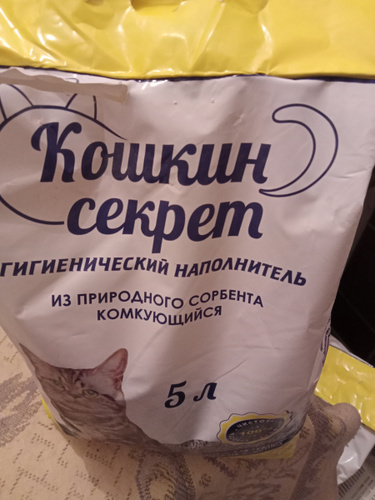 Кошкин
секрет
ГИГИЕНИЧЕСКИЙ НАПОЛНИТЕЛЬ
ИЗ ПРИРОДНОГО СОРБЕНТА
КОМКУЮЩИЙСЯ
5 л